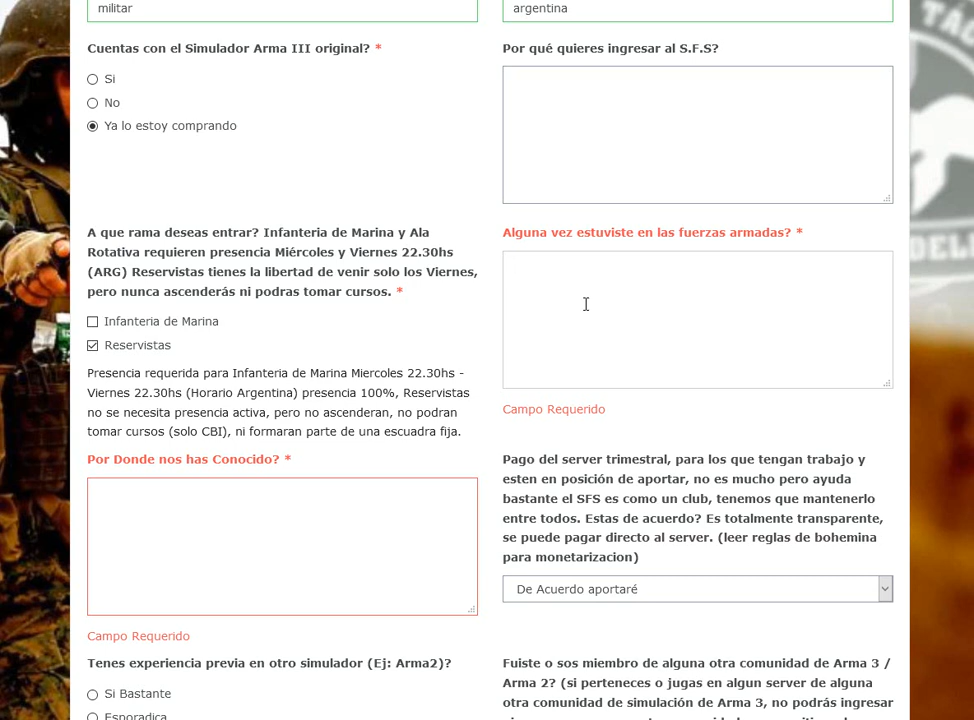 militar
argentina
Cuentas con el Simulador Arma III original? *
Si
No
Ya lo estoy comprando
Por qué quieres ingresar al S.F.S?
A que rama deseas entrar? Infanteria de Marina y Ala
Rotativa requieren presencia Miércoles y Viernes 22.30hs
(ARG) Reservistas tienes la libertad de venir solo los Viernes,
pero nunca ascenderás ni podras tomar cursos. *
Infanteria de Marina
Reservistas
Presencia requerida para Infanteria de Marina Miercoles 22.30hs -
Viernes 22.30hs (Horario Argentina) presencia 100%, Reservistas
no se necesita presencia activa, pero no ascenderan, no podran
tomar cursos (solo CBI), ni formaran parte de una escuadra fija.
Alguna vez estuviste en las fuerzas armadas? *
Campo Requerido
Por Donde nos has Conocido? *
Campo Requerido
Pago del server trimestral, para los que tengan trabajo y
esten en posición de aportar, no es mucho pero ayuda
bastante el SFS es como un club, tenemos que mantenerlo
entre todos. Estas de acuerdo? Es totalmente transparente,
se puede pagar directo al server. (leer reglas de bohemina
para monetarizacion)
De Acuerdo aportaré
Tenes experiencia previa en otro simulador (Ej: Arma2)?
Si Bastante
Esporadica
Fuiste o sos miembro de alguna otra comunidad de Arma 3 /
Arma 2? (si perteneces o jugas en algun server de alguna
otra comunidad de simulación de Arma 3, no podrás ingresar